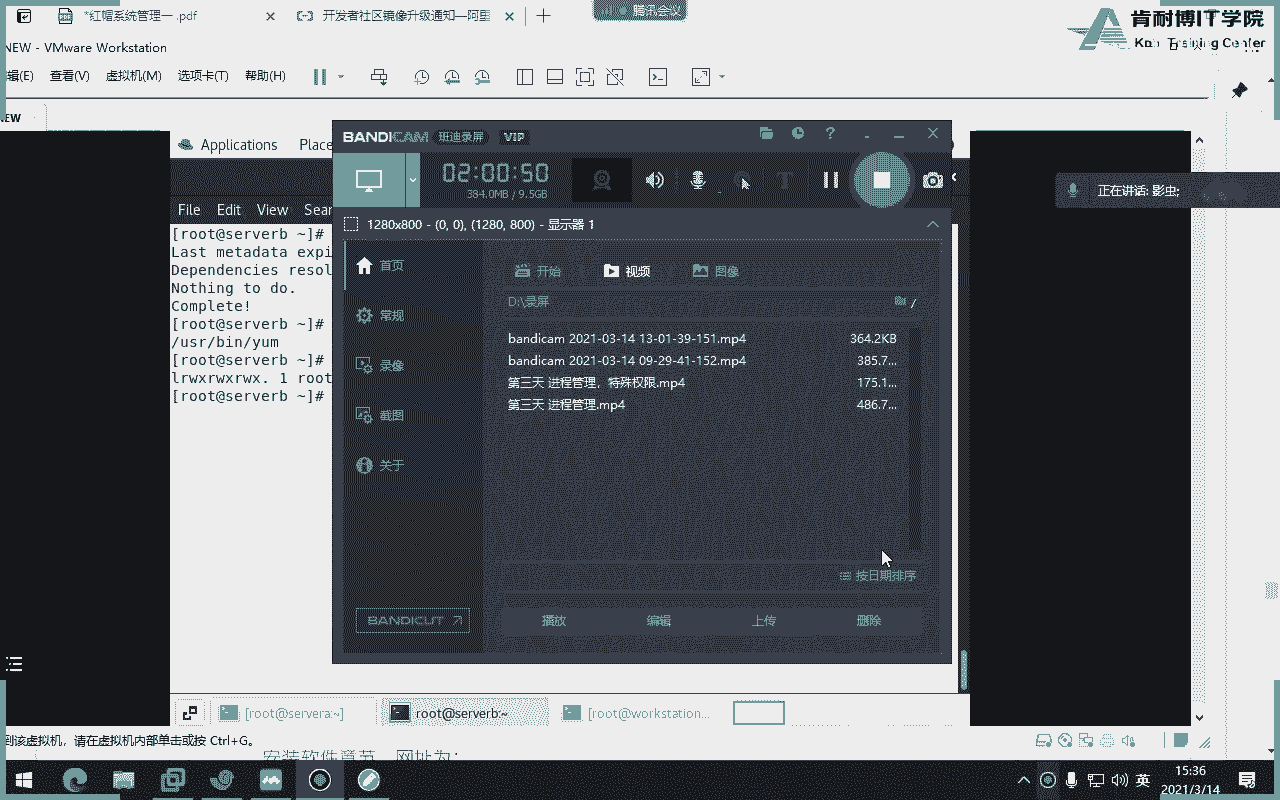 *红帽系统管理一 .pdf
开发者社区镜像升级通知—阿里
腾讯会议
肯耐博IT学院
Training Center
NEW - VMware Workstation
辑(E) 查看(V) 虚拟机(M) 选项卡(T) 帮助(H)
EW
Applications Place
BANDICAM 班迪录屏 VIP
02:00:50
384.0MB / 9.5GB
正在讲话: 影虫;
File Edit View Sear
1280x800 - (0, 0), (1280, 800) - 显示器 1
[root@serverb ~]#
Last metadata expi
Dependencies resol
Nothing to do.
Complete!
[root@serverb ~]#
/usr/bin/yum
[root@serverb ~]#
lrwxrwxrwx. 1 root
[root@serverb ~]#
首页
常规
录像
截图
关于
BANDICUT
开始 视频 图像
D:\录屏
bandicam 2021-03-14 13-01-39-151.mp4 364.2KB
bandicam 2021-03-14 09-29-41-152.mp4 385.7...
第三天 进程管理，特殊权限.mp4 175.1...
第三天 进程管理.mp4 486.7...
按日期排序
播放 编辑 上传 删除
[root@servera:~] root@serverb:~ [root@workstation...
到该虚拟机，请在虚拟机内部单击或按 Ctrl+G。
安装软件章节，网址为：
英
15:36
2021/3/14